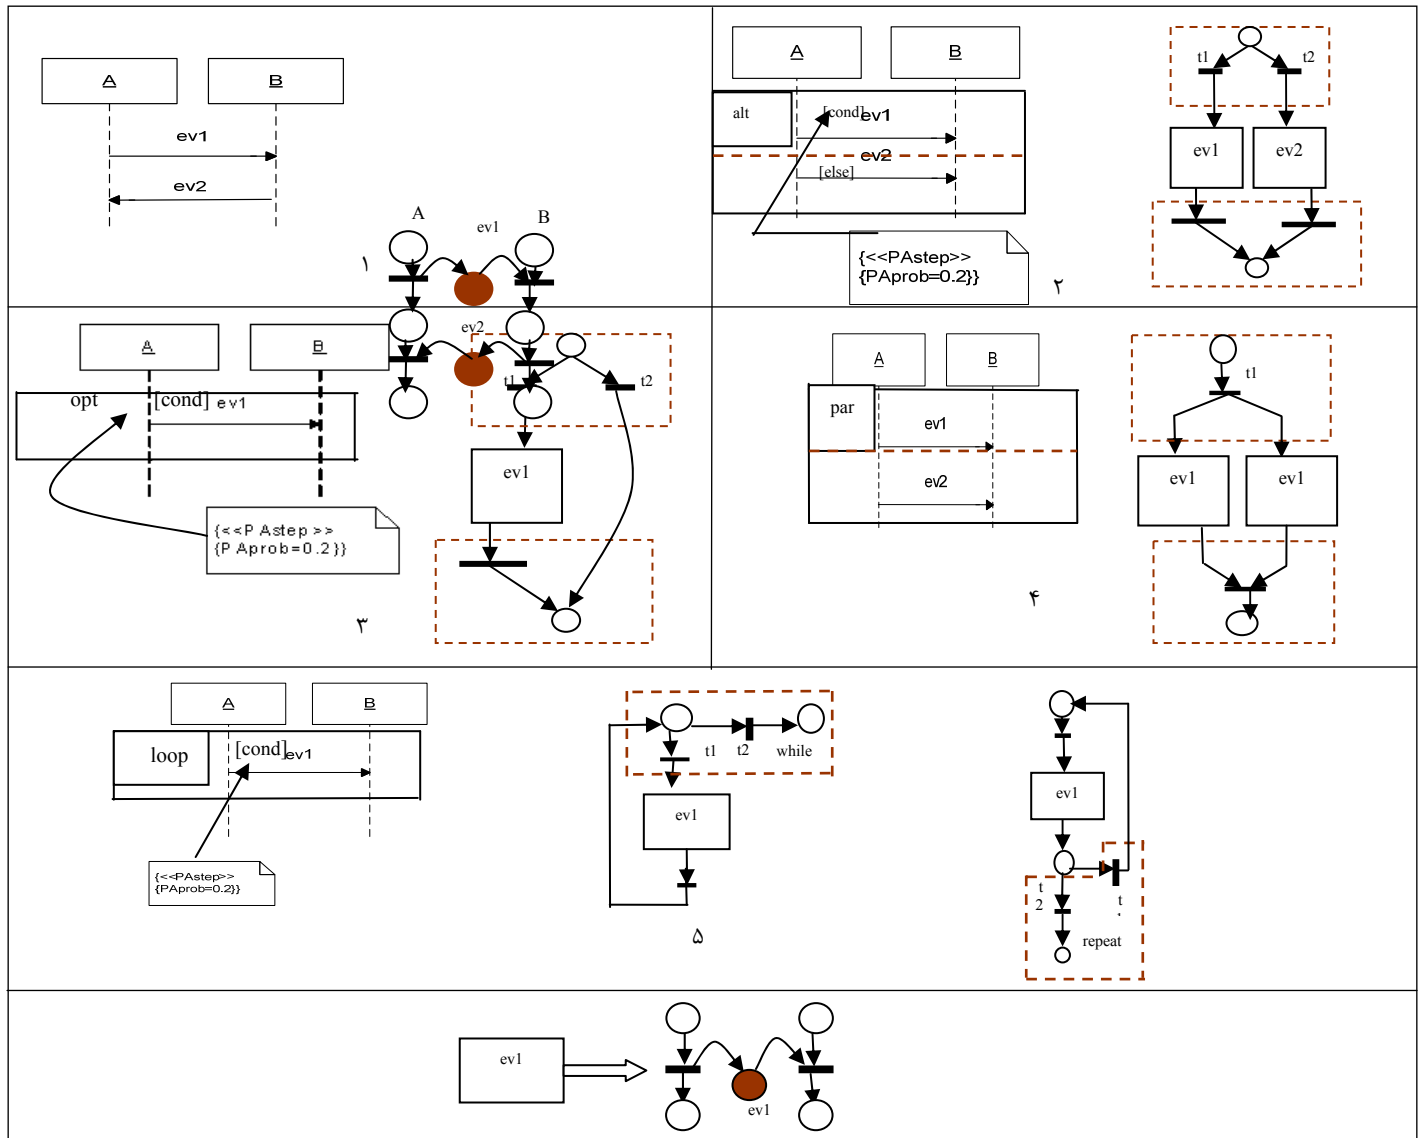 A
B
ev1
ev2
A
B
ev1
ev2
۱
A
B
alt
[cond]
ev1
ev2
[else]
{<<PAstep>>
{PAprob=0.2}}
t1
t2
ev1
ev2
۲
A
B
opt
[cond]
ev1
{<<PAstep>>
{PAprob=0.2}}
t1
t2
ev1
۳
A
B
par
ev1
ev2
t1
ev1
ev1
۴
A
B
loop
[cond]
ev1
{<<PAstep>>
{PAprob=0.2}}
t1
t2
while
ev1
۵
ev1
t
2
t
repeat
ev1
ev1